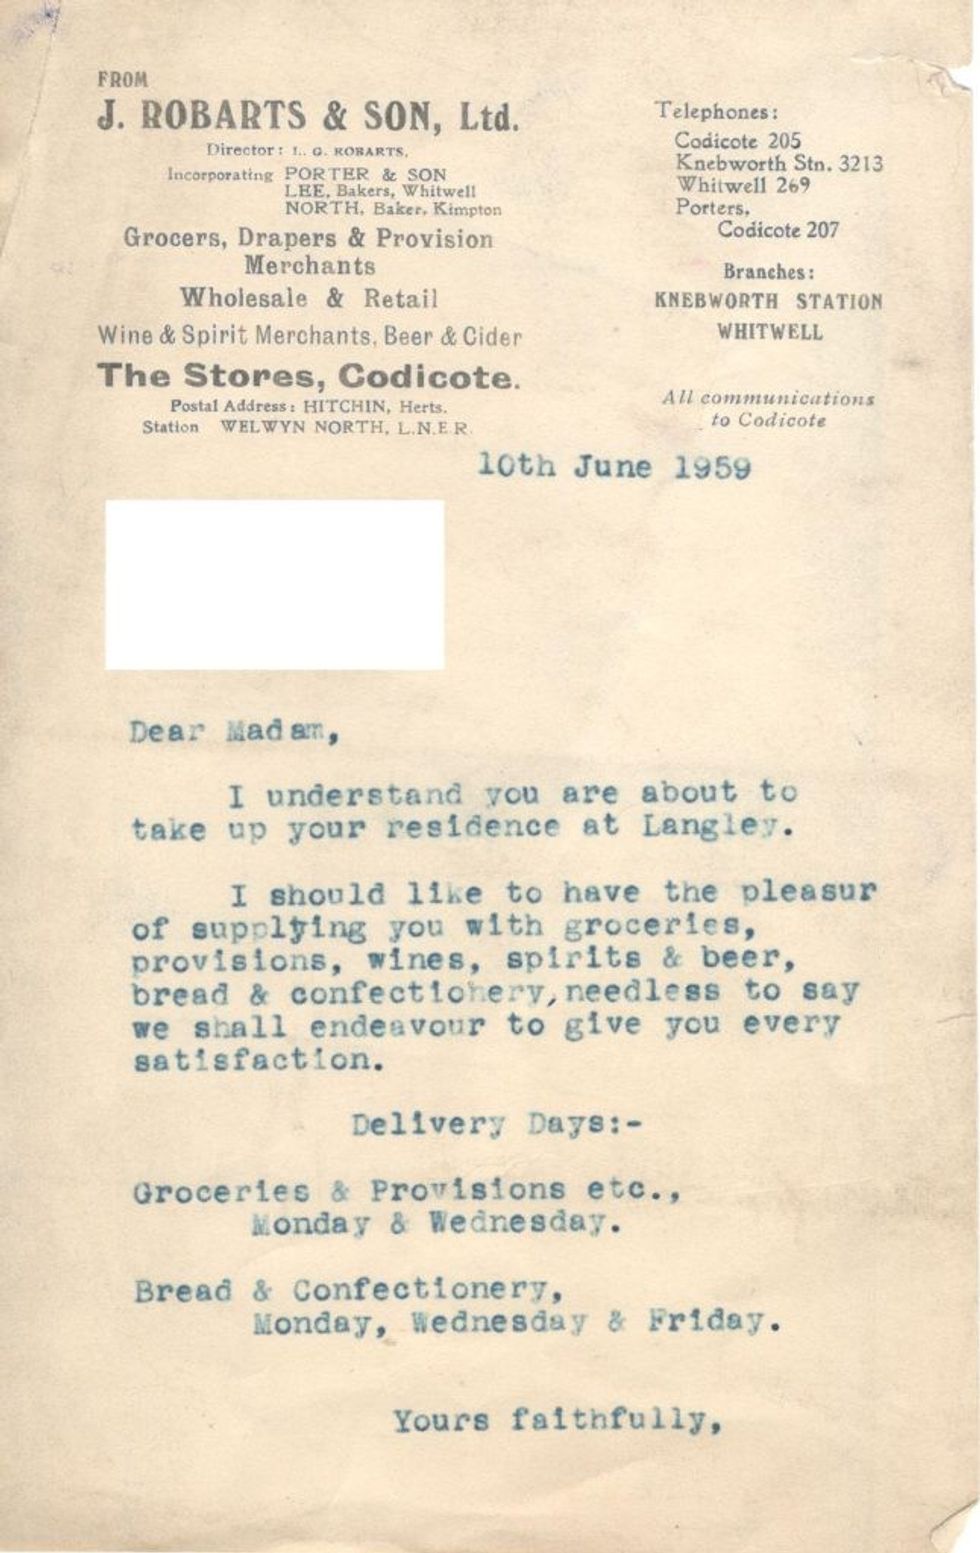 FROM
J. ROBARTS & SON, Ltd.
Director: L. G. ROBARTS.
Incorporating PORTER & SON
LEE, Bakers, Whitwell
NORTH, Baker, Kimpton
Grocers, Drapers & Provision
Merchants
Wholesale & Retail
Wine & Spirit Merchants, Beer & Cider
The Stores, Codicote.
Postal Address: HITCHIN, Herts.
Station WELWYN NORTH, L.N.E.R.
Telephones:
Codicote 205
Knebworth Stn. 3213
Whitwell 269
Porters,
Codicote 207
Branches:
KNEBWORTH STATION
WHITWELL
All communications
to Codicote
10th June 1959
Dear Madam,
I understand you are about to
take up your residence at Langley.
I should like to have the pleasur
of supplying you with groceries,
provisions, wines, spirits & beer,
bread & confectionery, needless to say
we shall endeavour to give you every
satisfaction.
Delivery Days:-
Groceries & Provisions etc.,
Monday & Wednesday.
Bread & Confectionery,
Monday, Wednesday & Friday.
Yours faithfully,